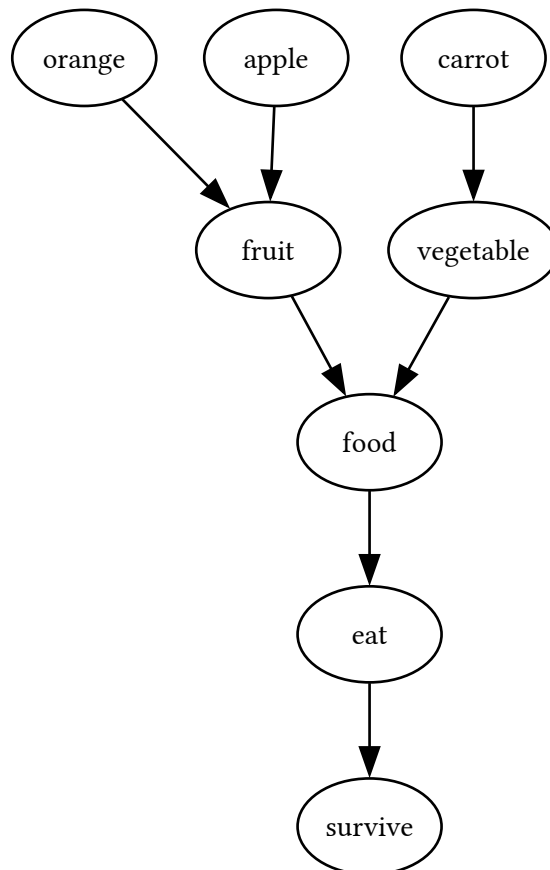 orange
apple
carrot
fruit
vegetable
food
eat
survive